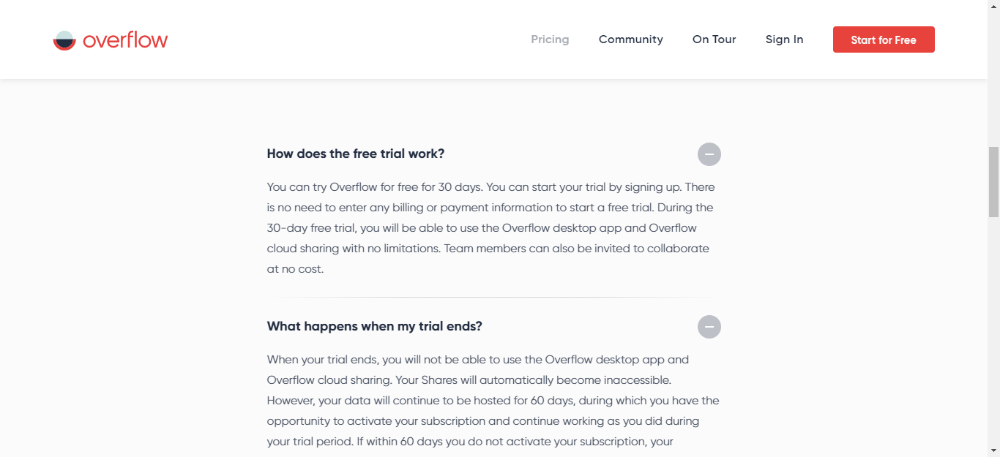 overflow
Pricing
Community
On Tour
Sign In
Start for Free
How does the free trial work?
You can try Overflow for free for 30 days. You can start your trial by signing up. There
is no need to enter any billing or payment information to start a free trial. During the
30-day free trial, you will be able to use the Overflow desktop app and Overflow
cloud sharing with no limitations. Team members can also be invited to collaborate
at no cost.
What happens when my trial ends?
When your trial ends, you will not be able to use the Overflow desktop app and
Overflow cloud sharing. Your Shares will automatically become inaccessible.
However, your data will continue to be hosted for 60 days, during which you have the
opportunity to activate your subscription and continue working as you did during
your trial period. If within 60 days you do not activate your subscription, your